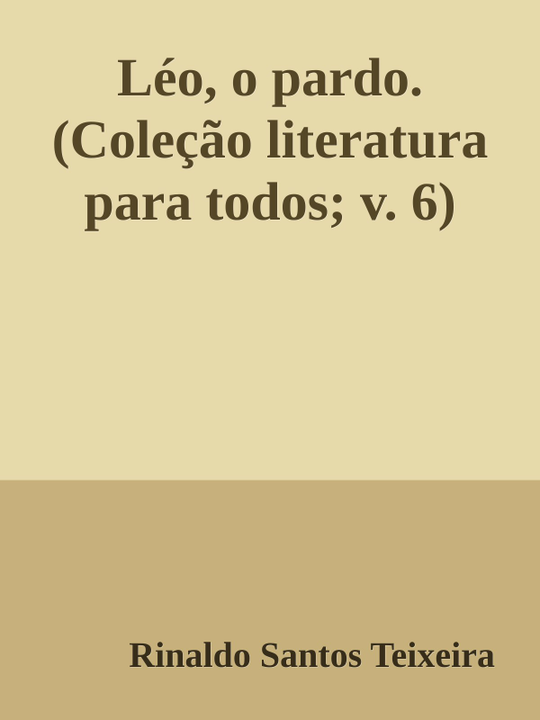 Léo, o pardo.
(Coleção literatura
para todos; v. 6)
Rinaldo Santos Teixeira